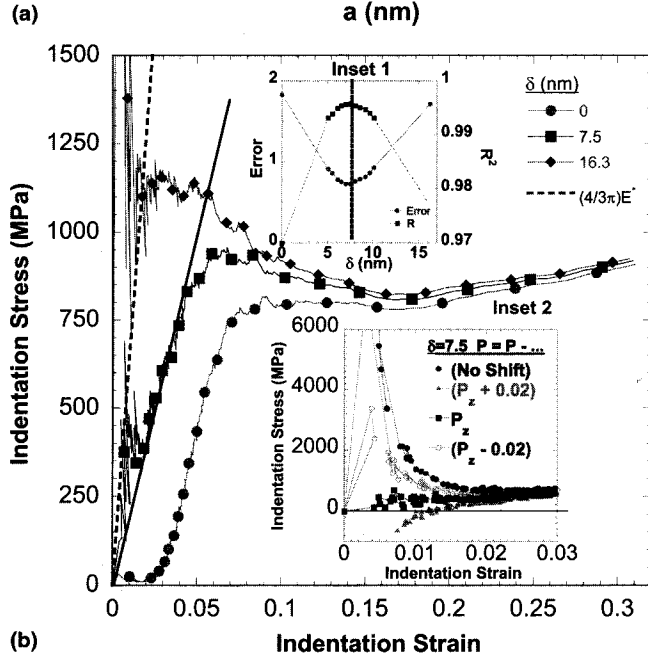 (a)
a (nm)
1500
1250
1000
750
500
250
0
Indentation Stress (MPa)
0
0.05
0.1
0.15
0.2
0.25
0.3
Indentation Strain
(b)
Inset 1
2
1
0
Error
0
5
10
15
δ (nm)
1
0.99
0.98
0.97
R²
Error
R
δ (nm)
0
7.5
16.3
(4/3π)E*
Inset 2
6000
4000
2000
0
Indentation Stress (MPa)
δ=7.5 P = P - ...
(No Shift)
(P_z + 0.02)
P_z
(P_z - 0.02)
0
0.01
0.02
0.03
Indentation Strain